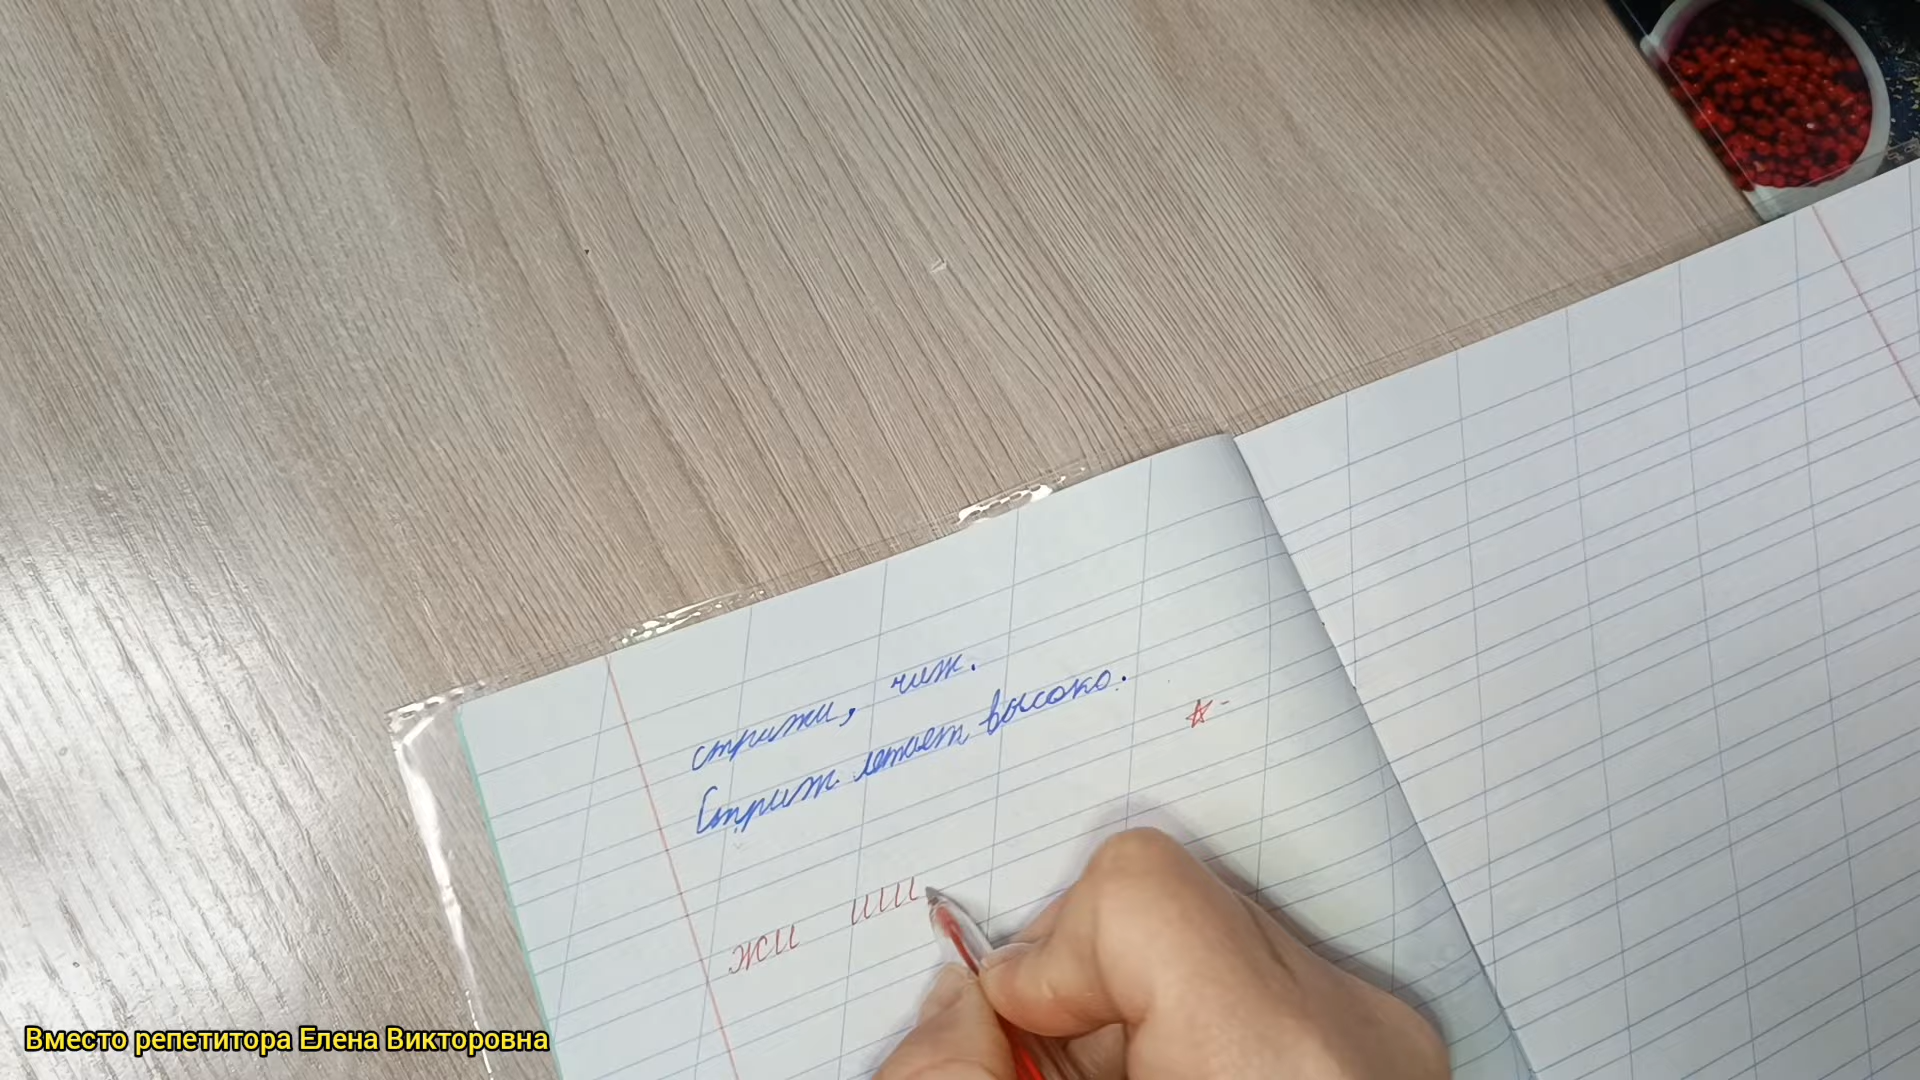 стрижи, чиж.
Стриж летает высоко.
жи ши
Вместо репетитора Елена Викторовна